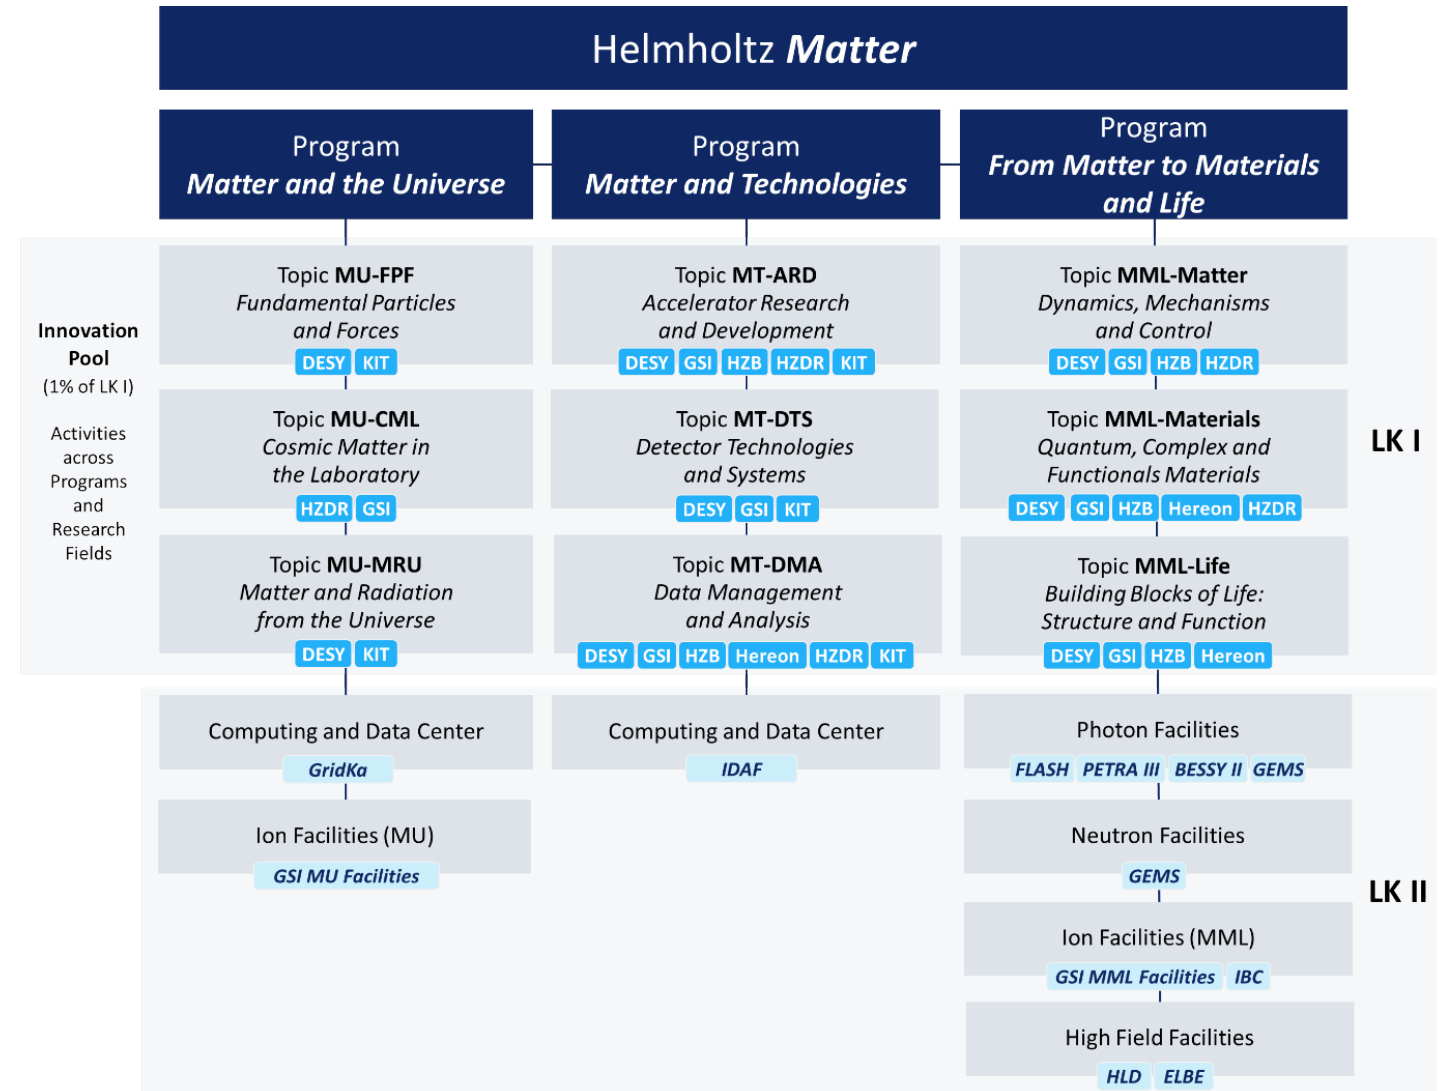 Helmholtz Matter
Program
Matter and the Universe
Program
Matter and Technologies
Program
From Matter to Materials
and Life
Innovation
Pool
(1% of LK I)
Activities
across
Programs
and
Research
Fields
Topic MU-FPF
Fundamental Particles
and Forces
DESY KIT
Topic MU-CML
Cosmic Matter in
the Laboratory
HZDR GSI
Topic MU-MRU
Matter and Radiation
from the Universe
DESY KIT
Topic MT-ARD
Accelerator Research
and Development
DESY GSI HZB HZDR KIT
Topic MT-DTS
Detector Technologies
and Systems
DESY GSI KIT
Topic MT-DMA
Data Management
and Analysis
DESY GSI HZB Hereon HZDR KIT
Topic MML-Matter
Dynamics, Mechanisms
and Control
DESY GSI HZB HZDR
Topic MML-Materials
Quantum, Complex and
Functionals Materials
DESY GSI HZB Hereon HZDR
Topic MML-Life
Building Blocks of Life:
Structure and Function
DESY GSI HZB Hereon
LK I
Computing and Data Center
GridKa
Ion Facilities (MU)
GSI MU Facilities
Computing and Data Center
IDAF
Photon Facilities
FLASH PETRA III BESSY II GEMS
Neutron Facilities
GEMS
Ion Facilities (MML)
GSI MML Facilities IBC
High Field Facilities
HLD ELBE
LK II